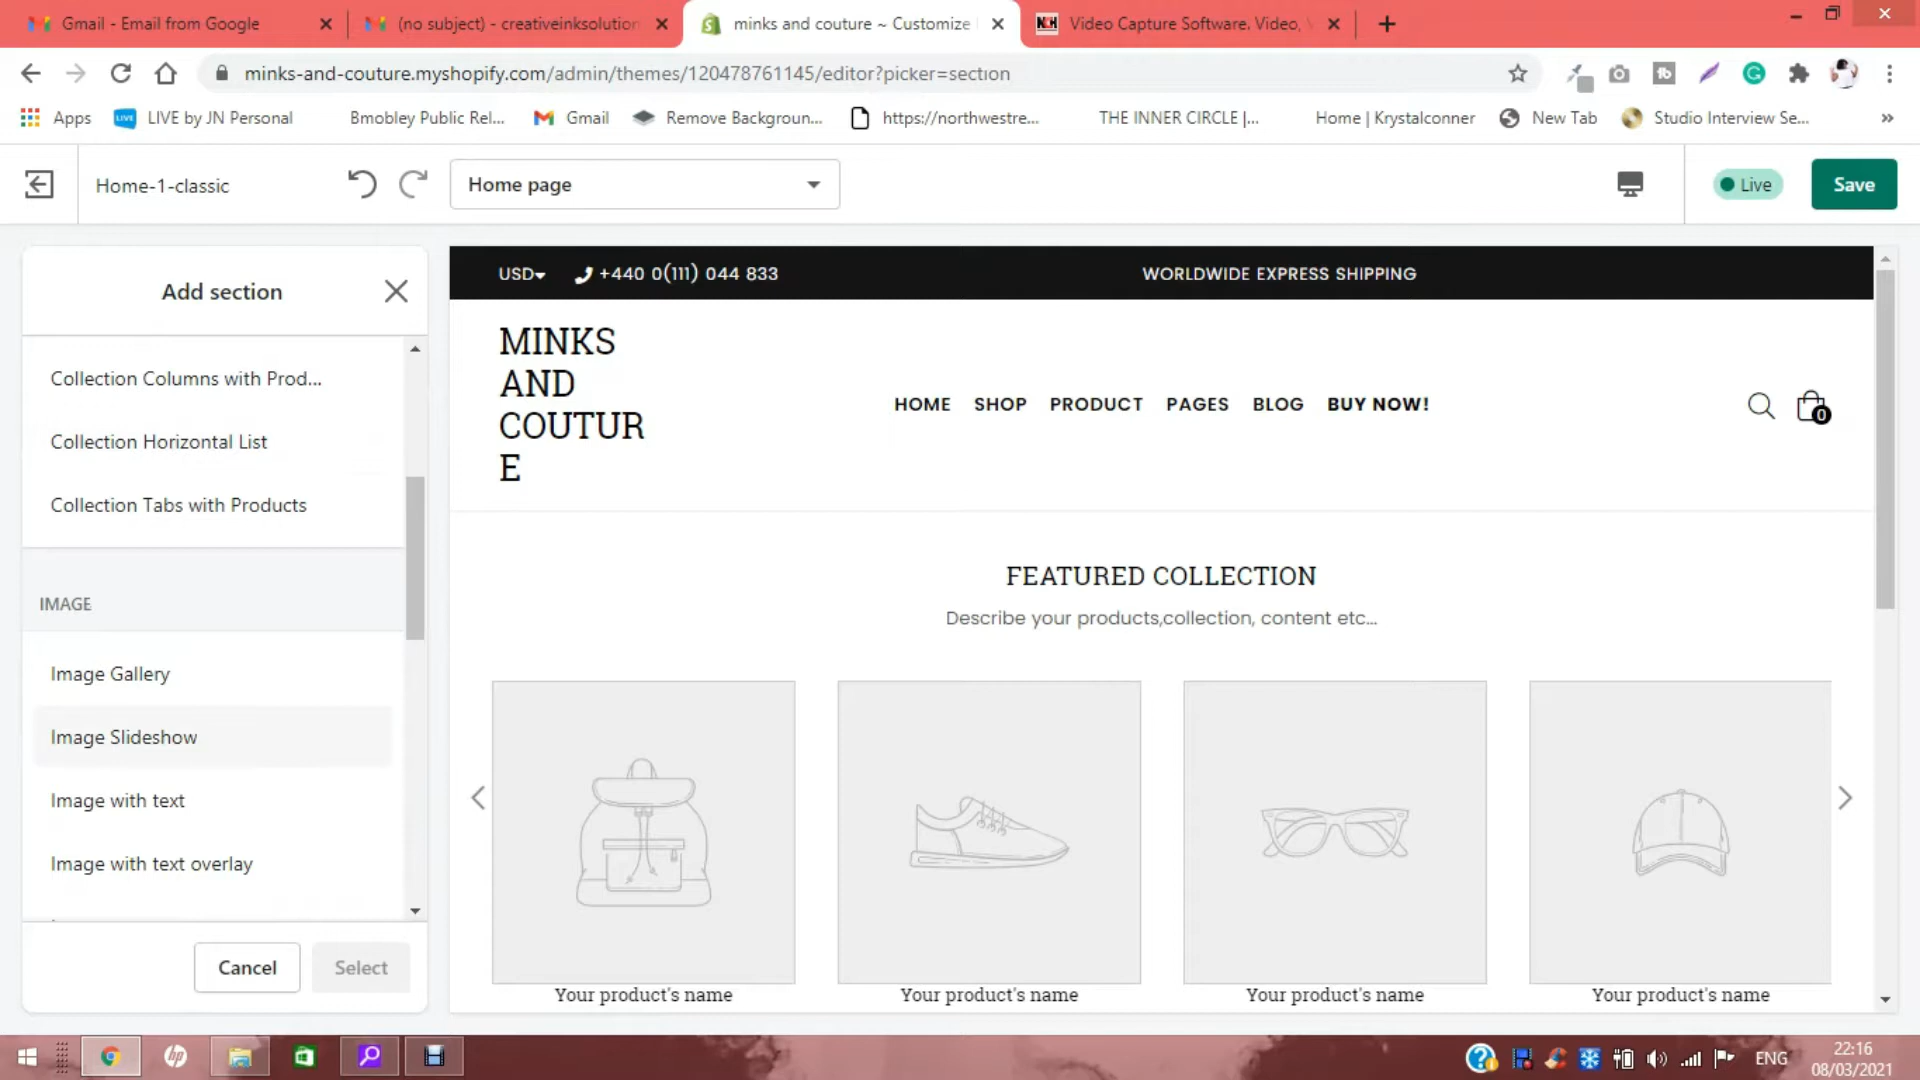 Gmail - Email from Google
(no subject) - creativeinksolution
minks and couture ~ Customize
NCH
Video Capture Software. Video,
minks-and-couture.myshopify.com/admin/themes/120478761145/editor?picker=section
Apps
LIVE
LIVE by JN Personal
Bmobley Public Rel...
Gmail
Remove Backgroun...
https://northwestre...
THE INNER CIRCLE |...
Home | Krystalconner
New Tab
Studio Interview Se...
»
Home-1-classic
Home page
Live
Save
Add section
Collection Columns with Prod...
Collection Horizontal List
Collection Tabs with Products
IMAGE
Image Gallery
Image Slideshow
Image with text
Image with text overlay
Cancel
Select
USD
+440 0(111) 044 833
WORLDWIDE EXPRESS SHIPPING
MINKS
AND
COUTUR
E
HOME
SHOP
PRODUCT
PAGES
BLOG
BUY NOW!
0
FEATURED COLLECTION
Describe your products,collection, content etc...
Your product's name
Your product's name
Your product's name
Your product's name
hp
ENG
22:16
08/03/2021